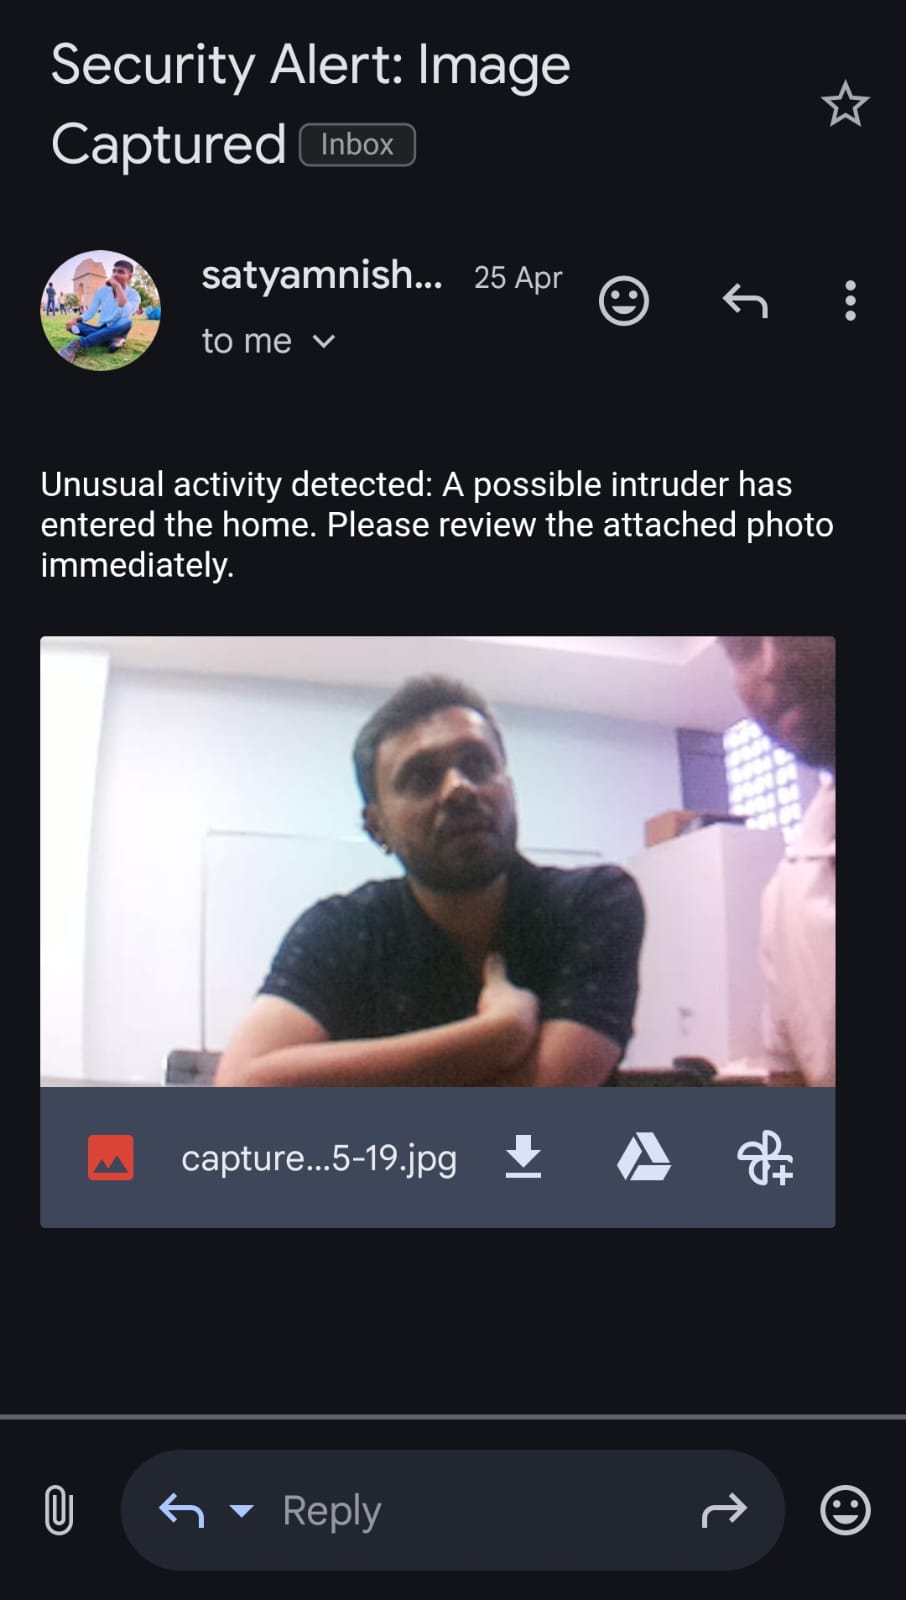 Security Alert: Image
Captured Inbox
satyamnish... 25 Apr
to me
Unusual activity detected: A possible intruder has
entered the home. Please review the attached photo
immediately.
capture...5-19.jpg
Reply